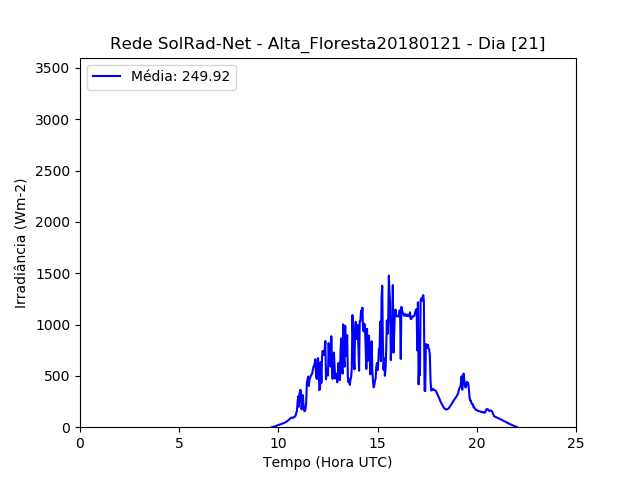 Rede SolRad-Net - Alta_Floresta20180121 - Dia [21]
Média: 249.92
Irradiância (Wm-2)
3500
3000
2500
2000
1500
1000
500
0
0 5 10 15 20 25
Tempo (Hora UTC)